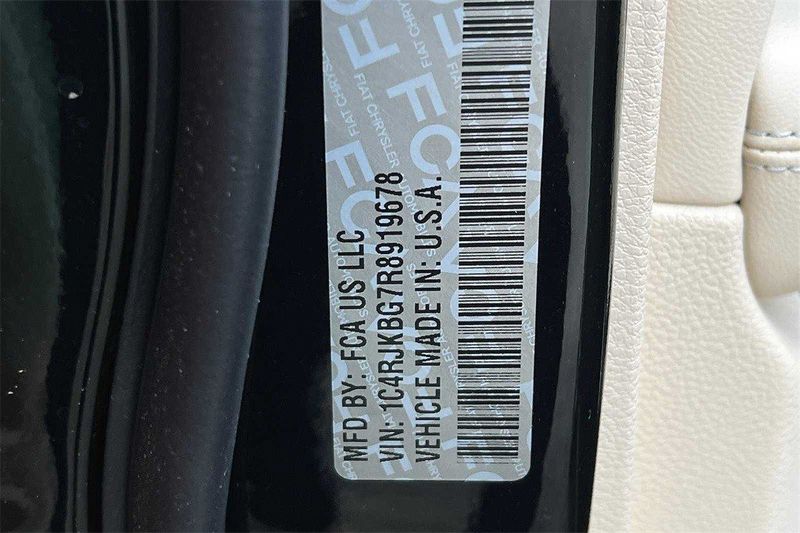 MFD BY: FCA US LLC
VIN: 1C4RJKBG7R8919678
VEHICLE MADE IN: U.S.A.